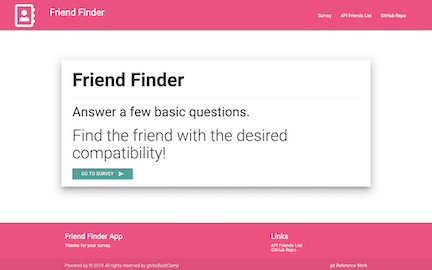 Friend Finder
Survey API Friends List GitHub Repo
Friend Finder
Answer a few basic questions.
Find the friend with the desired
compatibility!
GO TO SURVEY
Friend Finder App
Thanks for your survey.
Links
API Friends List
GitHub Repo
Powered by © 2019 All rights reserved by
git Reference Work